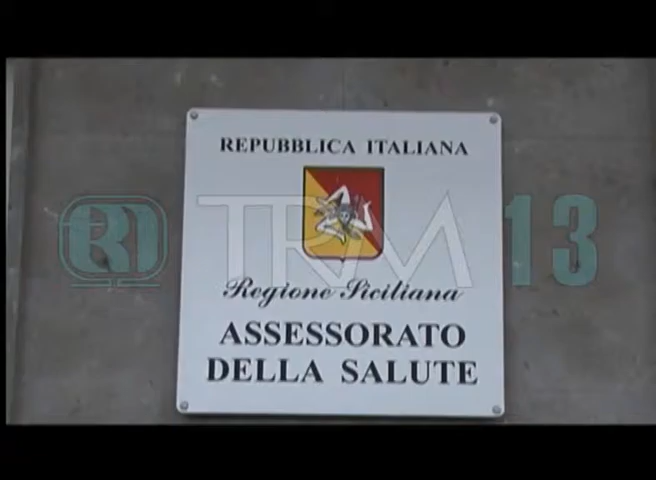 REPUBBLICA ITALIANA
TRM 13
Regione Siciliana
ASSESSORATO
DELLA SALUTE